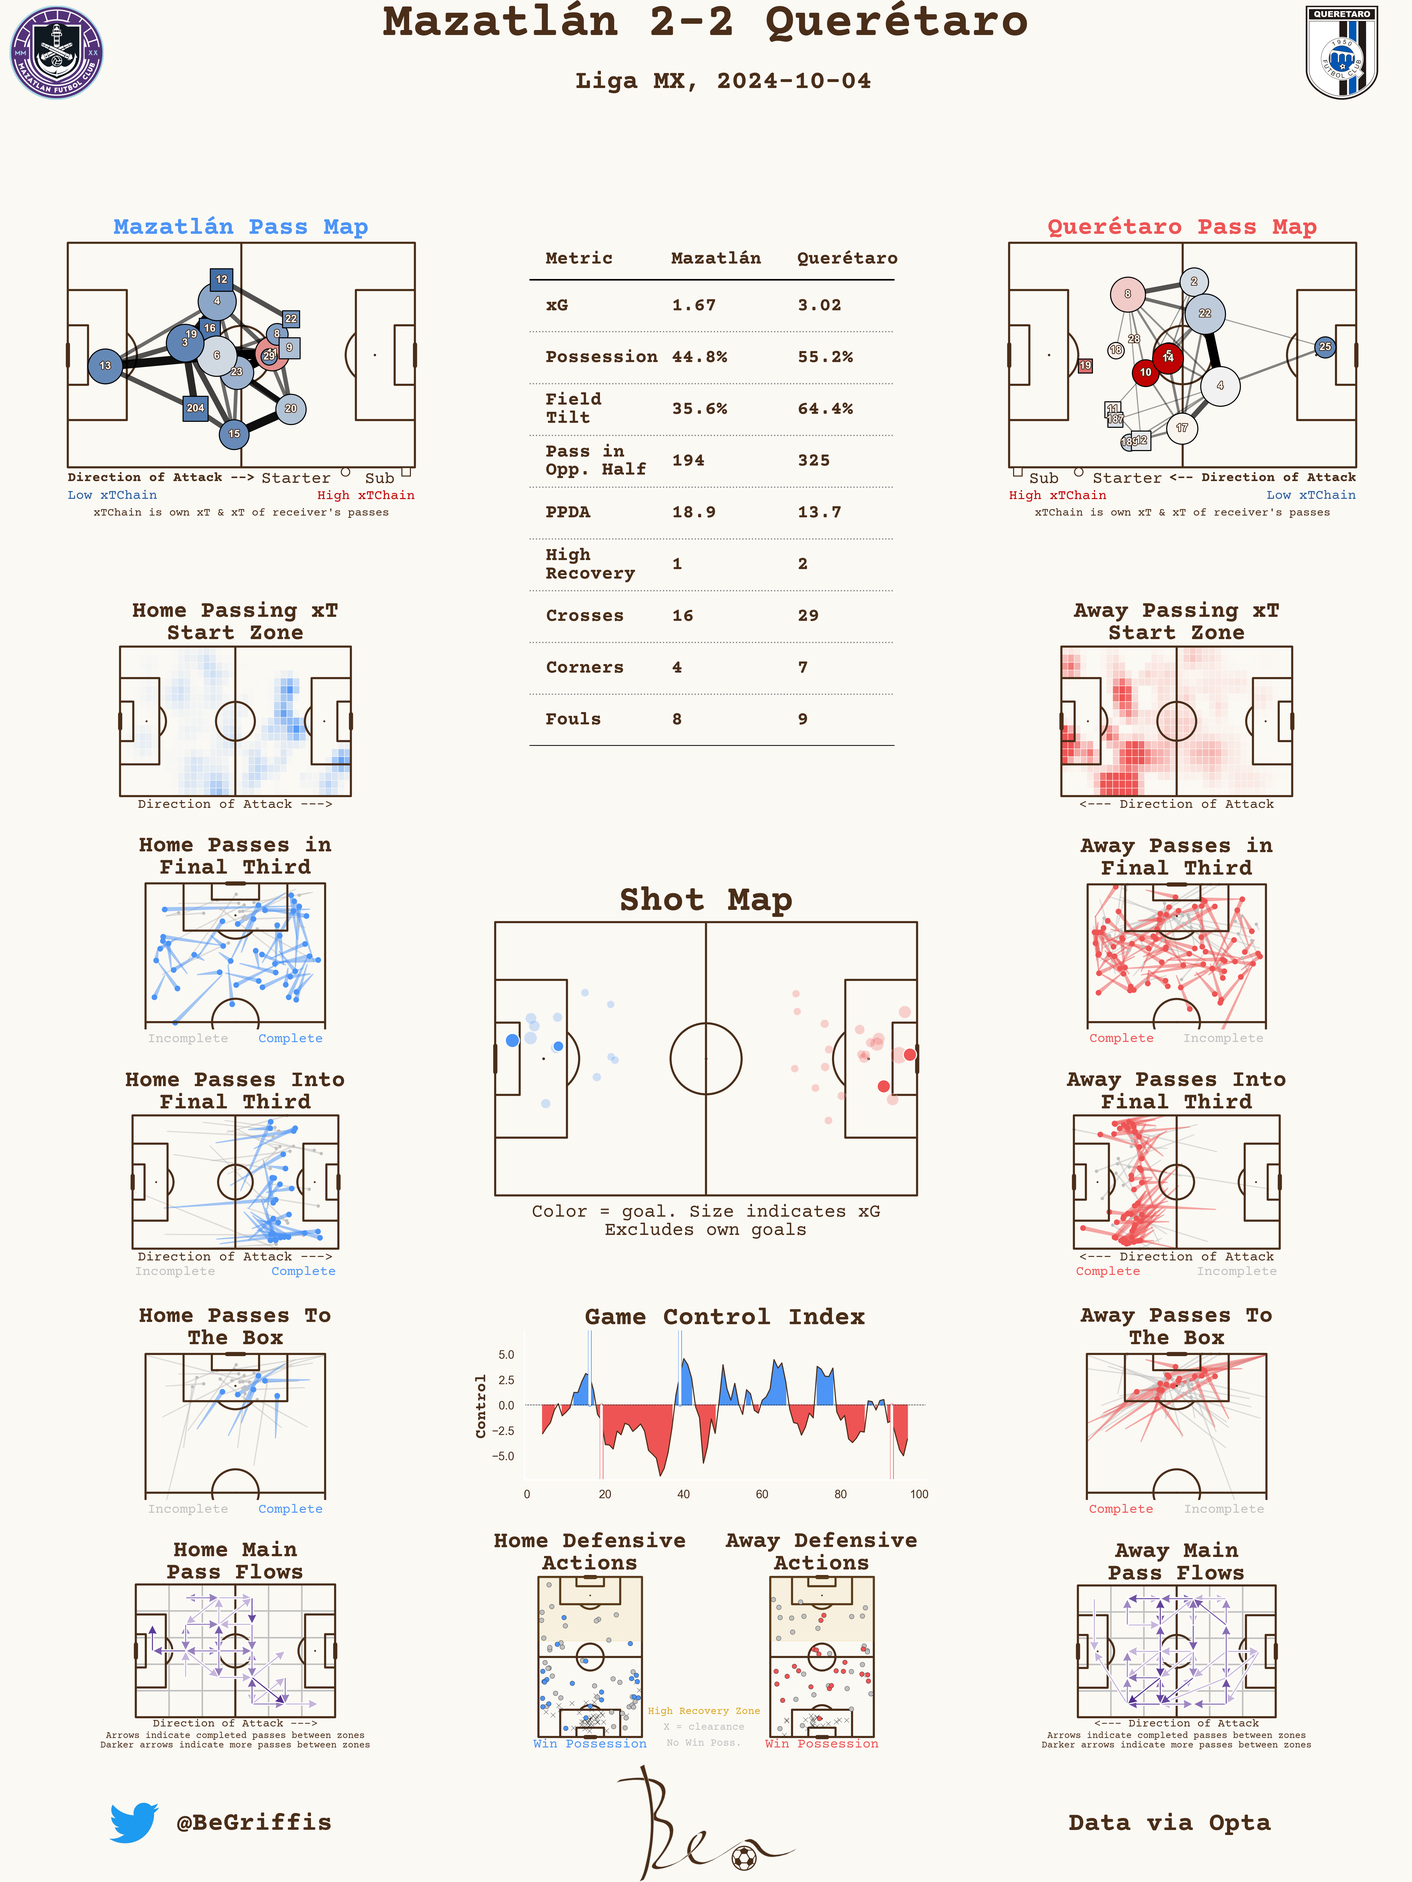 Mazatlán 2-2 Querétaro
Liga MX, 2024-10-04
MM XX
MAZATLAN FUTBOL CLUB
QUERETARO
1950
FUTBOL CLUB
Mazatlán Pass Map
12
4
22
16
19
8
3
9
6
29
13
23
204
20
15
Direction of Attack --> Starter Sub
Low xTChain High xTChain
xTChain is own xT & xT of receiver's passes
Metric Mazatlán Querétaro
xG 1.67 3.02
Possession 44.8% 55.2%
Field
Tilt 35.6% 64.4%
Pass in
Opp. Half 194 325
PPDA 18.9 13.7
High
Recovery 1 2
Crosses 16 29
Corners 4 7
Fouls 8 9
Querétaro Pass Map
2
8
22
28
18
25
14
19
10
4
11
187
17
12
Sub Starter <-- Direction of Attack
High xTChain Low xTChain
xTChain is own xT & xT of receiver's passes
Home Passing xT
Start Zone
Direction of Attack --->
Away Passing xT
Start Zone
<--- Direction of Attack
Home Passes in
Final Third
Incomplete Complete
Away Passes in
Final Third
Complete Incomplete
Shot Map
Color = goal. Size indicates xG
Excludes own goals
Home Passes Into
Final Third
Direction of Attack --->
Incomplete Complete
Away Passes Into
Final Third
<--- Direction of Attack
Complete Incomplete
Home Passes To
The Box
Incomplete Complete
Game Control Index
Control
5.0
2.5
0.0
−2.5
−5.0
0 20 40 60 80 100
Away Passes To
The Box
Complete Incomplete
Home Main
Pass Flows
Direction of Attack --->
Arrows indicate completed passes between zones
Darker arrows indicate more passes between zones
Home Defensive
Actions
Win Possession
Away Defensive
Actions
Win Possession
High Recovery Zone
X = clearance
No Win Poss.
Away Main
Pass Flows
<--- Direction of Attack
Arrows indicate completed passes between zones
Darker arrows indicate more passes between zones
@BeGriffis
Ben
Data via Opta